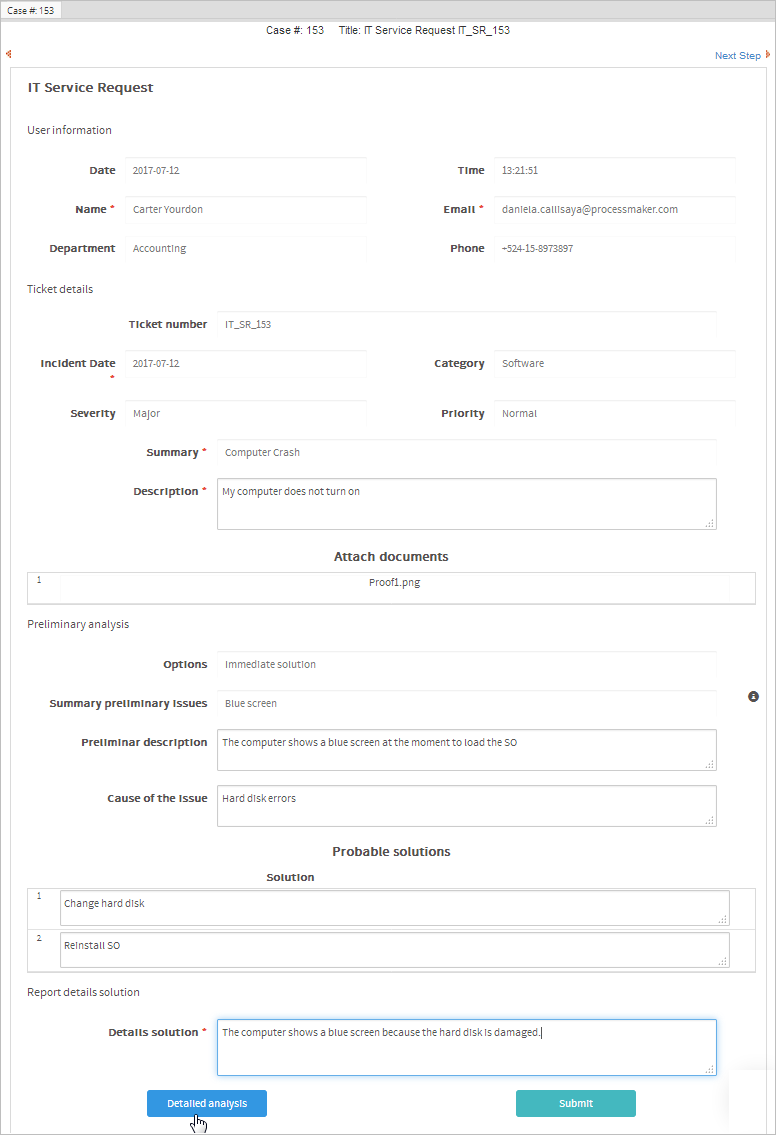 Case #: 153
Case #: 153 Title: IT Service Request IT_SR_153
Next Step
IT Service Request
User information
Date 2017-07-12 Time 13:21:51
Name * Carter Yourdon Email * daniela.callisaya@processmaker.com
Department Accounting Phone +524-15-8973897
Ticket details
Ticket number IT_SR_153
Incident Date * 2017-07-12 Category Software
Severity Major Priority Normal
Summary * Computer Crash
Description * My computer does not turn on
Attach documents
1 Proof1.png
Preliminary analysis
Options Immediate solution
Summary preliminary issues Blue screen
Preliminar description The computer shows a blue screen at the moment to load the SO
Cause of the issue Hard disk errors
Probable solutions
Solution
1 Change hard disk
2 Reinstall SO
Report details solution
Details solution * The computer shows a blue screen because the hard disk is damaged.
Detailed analysis Submit